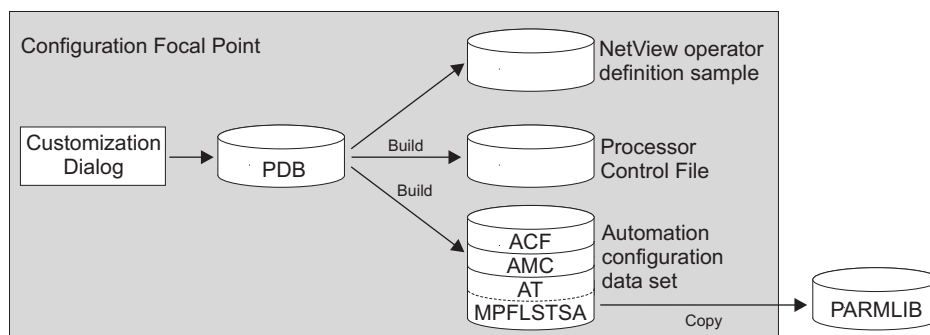 Configuration Focal Point
NetView operator
definition sample
Customization
Dialog
PDB
Build
Processor
Control File
Build
ACF
AMC
AT
MPFLSTSA
Automation
configuration
data set
Copy
PARMLIB